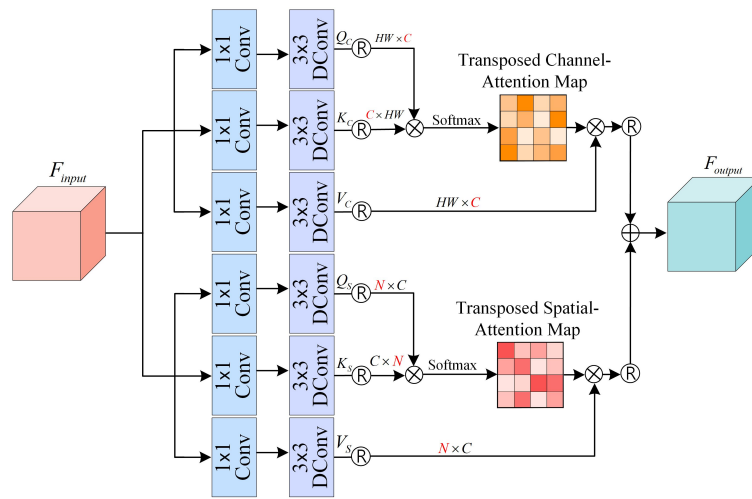 F_input
1x1
Conv
3x3
DConv
Q_C
R
HW×C
1x1
Conv
3x3
DConv
K_C
R
C×HW
Softmax
Transposed Channel-
Attention Map
R
1x1
Conv
3x3
DConv
V_C
R
HW×C
1x1
Conv
3x3
DConv
Q_S
R
N×C
1x1
Conv
3x3
DConv
K_S
R
C×N
Softmax
Transposed Spatial-
Attention Map
R
1x1
Conv
3x3
DConv
V_S
R
N×C
F_output